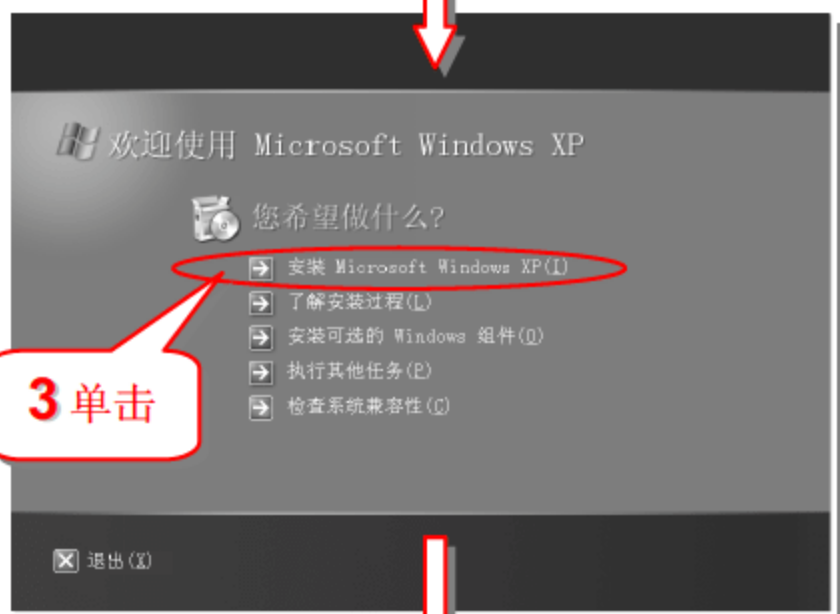 欢迎使用 Microsoft Windows XP
您希望做什么?
安装 Microsoft Windows XP(I)
了解安装过程(L)
安装可选的 Windows 组件(O)
执行其他任务(P)
检查系统兼容性(C)
3 单击
退出(X)